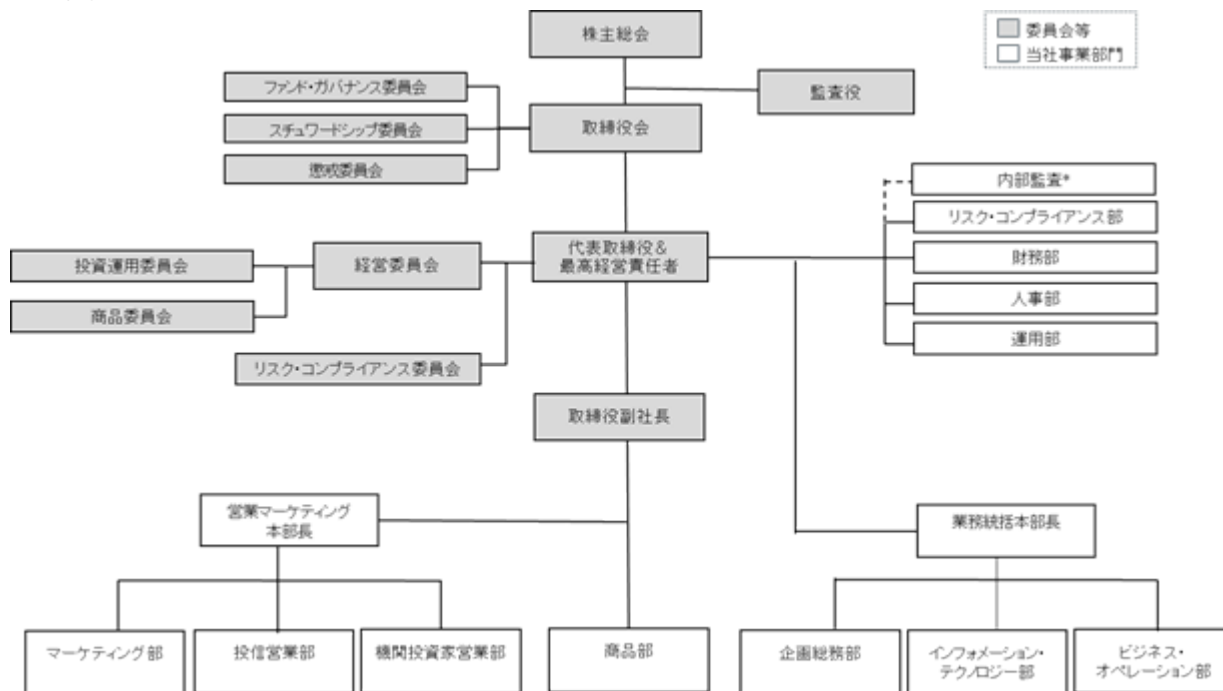 株主総会
委員会等
当社事業部門
ファンド・ガバナンス委員会
監査役
スチュワードシップ委員会
取締役会
懲戒委員会
内部監査*
リスク・コンプライアンス部
代表取締役&
最高経営責任者
経営委員会
投資運用委員会
財務部
人事部
商品委員会
運用部
リスク・コンプライアンス委員会
取締役副社長
営業マーケティング
本部長
業務統括本部長
マーケティング部
投信営業部
機関投資家営業部
商品部
企画総務部
インフォメーション・
テクノロジー部
ビジネス・
オペレーション部